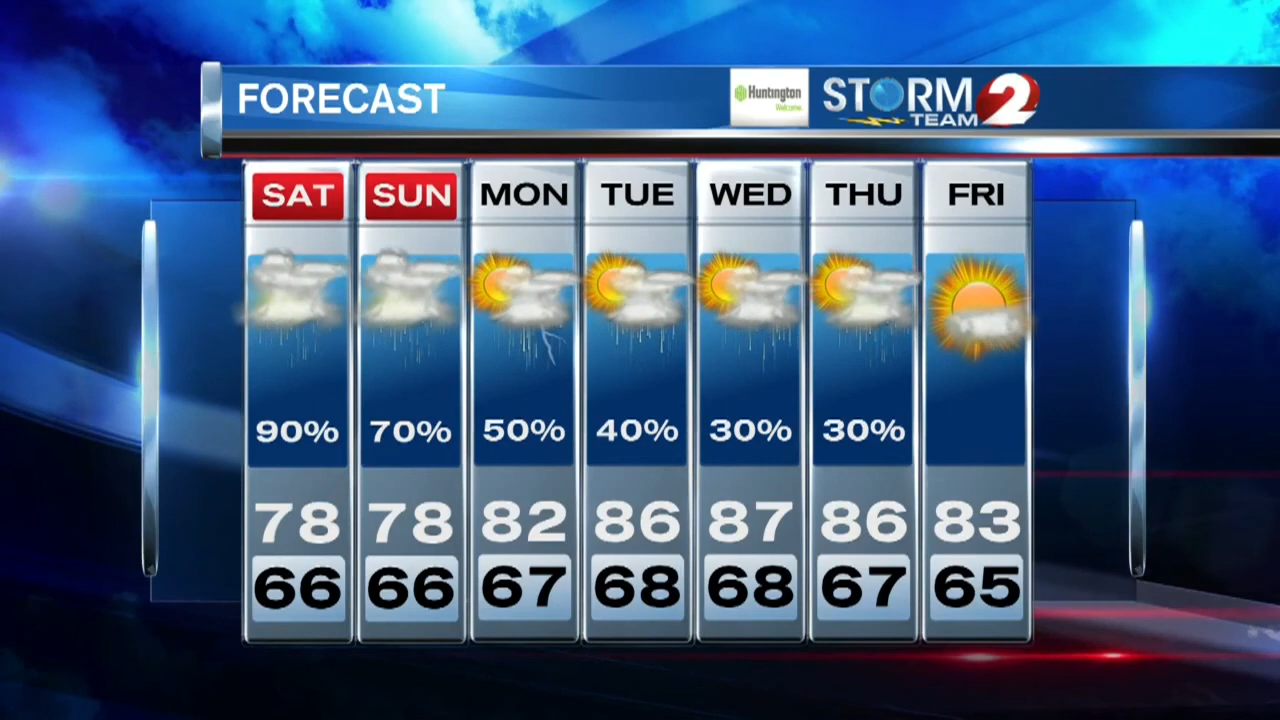 FORECAST
Huntington
Welcome.
STORM
TEAM 2
SAT SUN MON TUE WED THU FRI
90% 70% 50% 40% 30% 30%
78 78 82 86 87 86 83
66 66 67 68 68 67 65